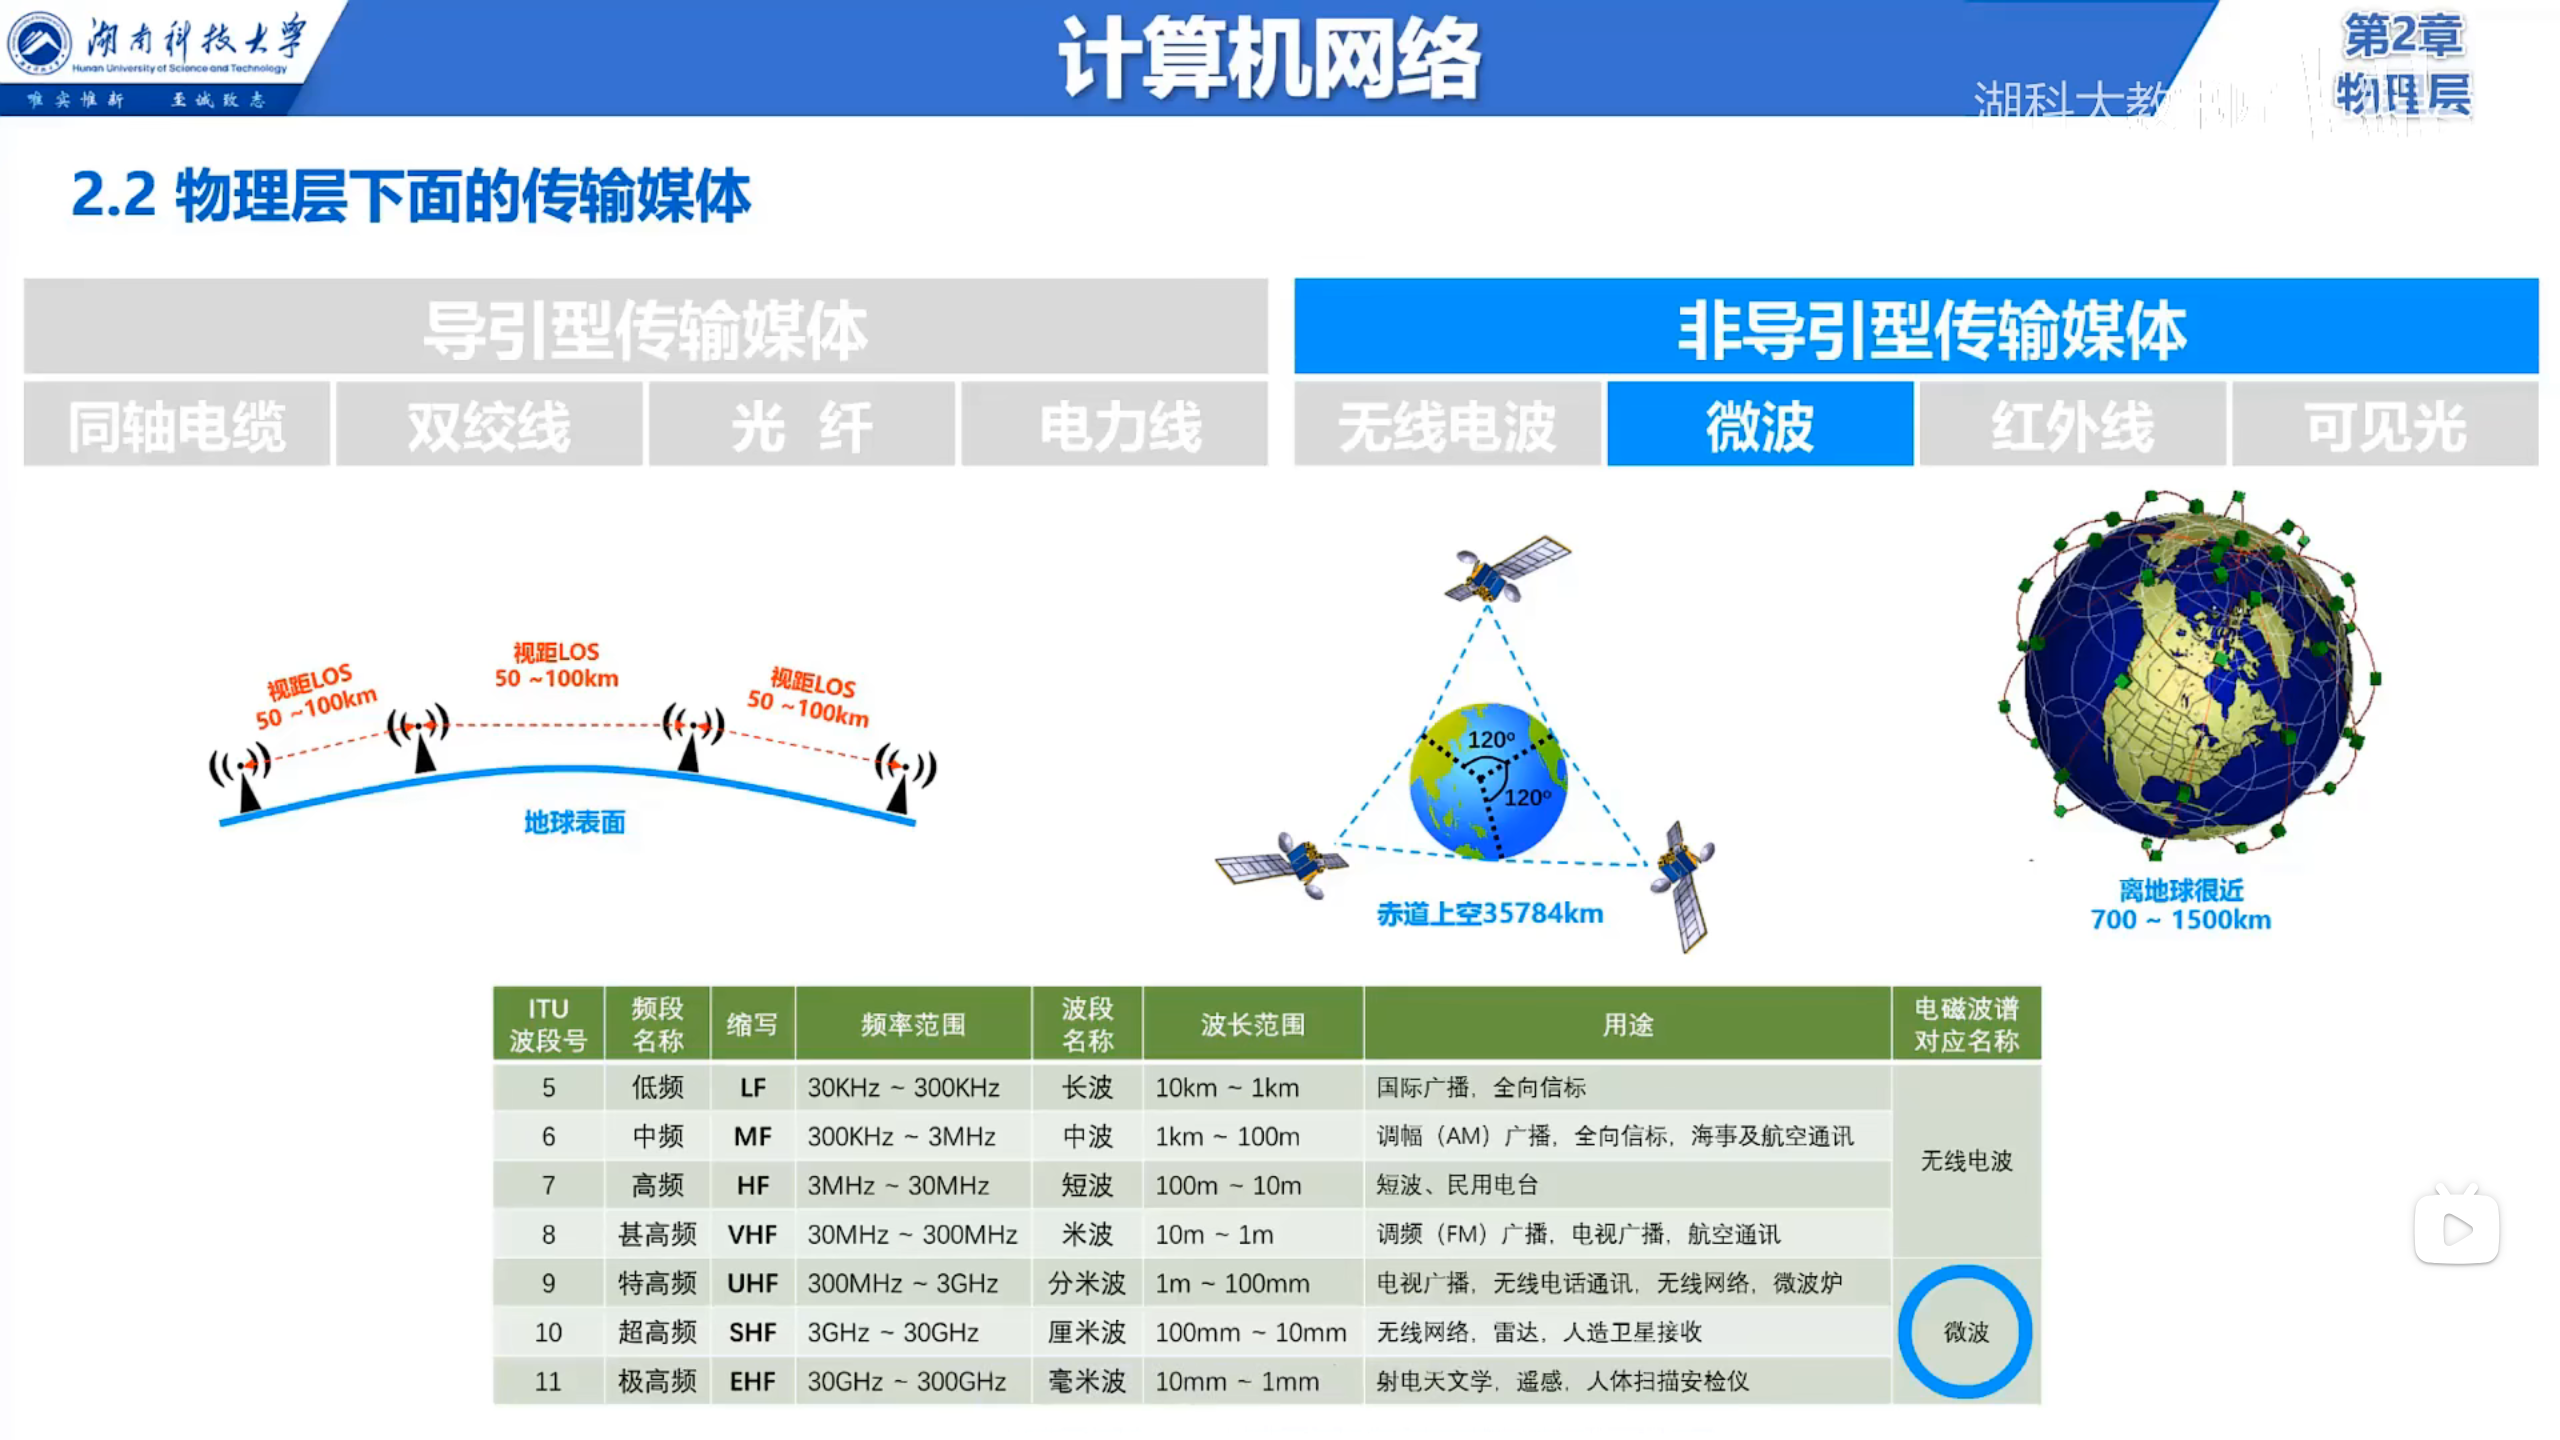 湖南科技大学
Hunan University of Science and Technology
唯实惟新 至诚致志
计算机网络
第2章
物理层
湖科大教
2.2 物理层下面的传输媒体
导引型传输媒体
非导引型传输媒体
同轴电缆 双绞线 光 纤 电力线 无线电波 微波 红外线 可见光
视距LOS
50 ~100km
视距LOS
50 ~100km
视距LOS
50 ~100km
地球表面
120º
120º
赤道上空35784km
离地球很近
700 ~ 1500km
ITU 波段号 频段名称 缩写 频率范围 波段名称 波长范围 用途 电磁波谱对应名称
5 低频 LF 30KHz ~ 300KHz 长波 10km ~ 1km 国际广播，全向信标
6 中频 MF 300KHz ~ 3MHz 中波 1km ~ 100m 调幅（AM）广播，全向信标，海事及航空通讯
无线电波
7 高频 HF 3MHz ~ 30MHz 短波 100m ~ 10m 短波、民用电台
8 甚高频 VHF 30MHz ~ 300MHz 米波 10m ~ 1m 调频（FM）广播，电视广播，航空通讯
9 特高频 UHF 300MHz ~ 3GHz 分米波 1m ~ 100mm 电视广播，无线电话通讯，无线网络，微波炉
10 超高频 SHF 3GHz ~ 30GHz 厘米波 100mm ~ 10mm 无线网络，雷达，人造卫星接收 微波
11 极高频 EHF 30GHz ~ 300GHz 毫米波 10mm ~ 1mm 射电天文学，遥感，人体扫描安检仪